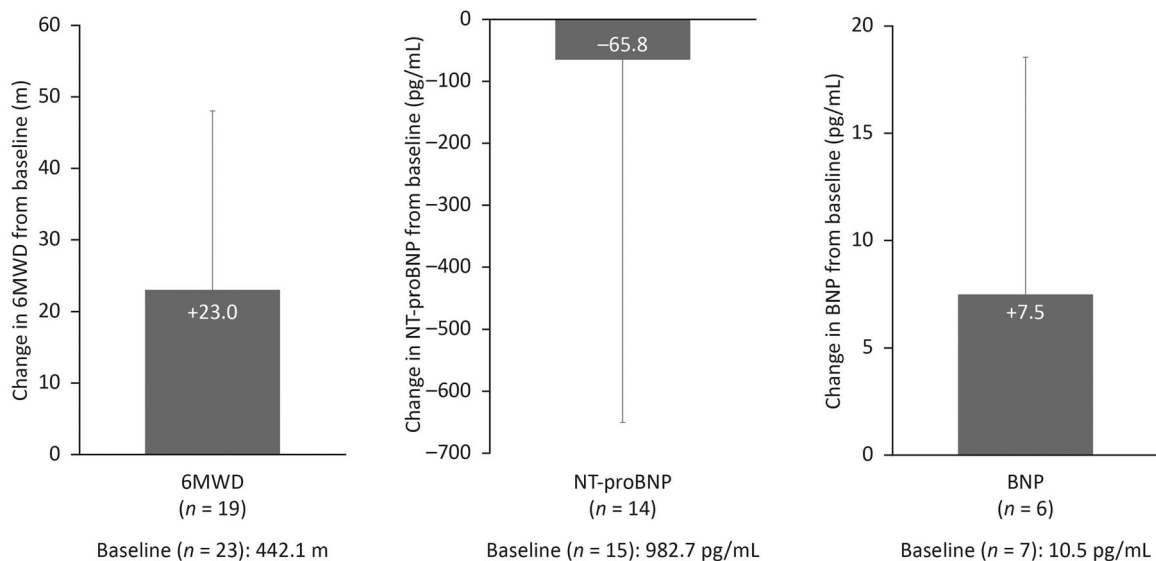 Change in 6MWD from baseline (m)
60
50
40
30
20
10
0
+23.0
6MWD
(n = 19)
Baseline (n = 23): 442.1 m
Change in NT-proBNP from baseline (pg/mL)
0
−100
−200
−300
−400
−500
−600
−700
−65.8
NT-proBNP
(n = 14)
Baseline (n = 15): 982.7 pg/mL
Change in BNP from baseline (pg/mL)
20
15
10
5
0
+7.5
BNP
(n = 6)
Baseline (n = 7): 10.5 pg/mL